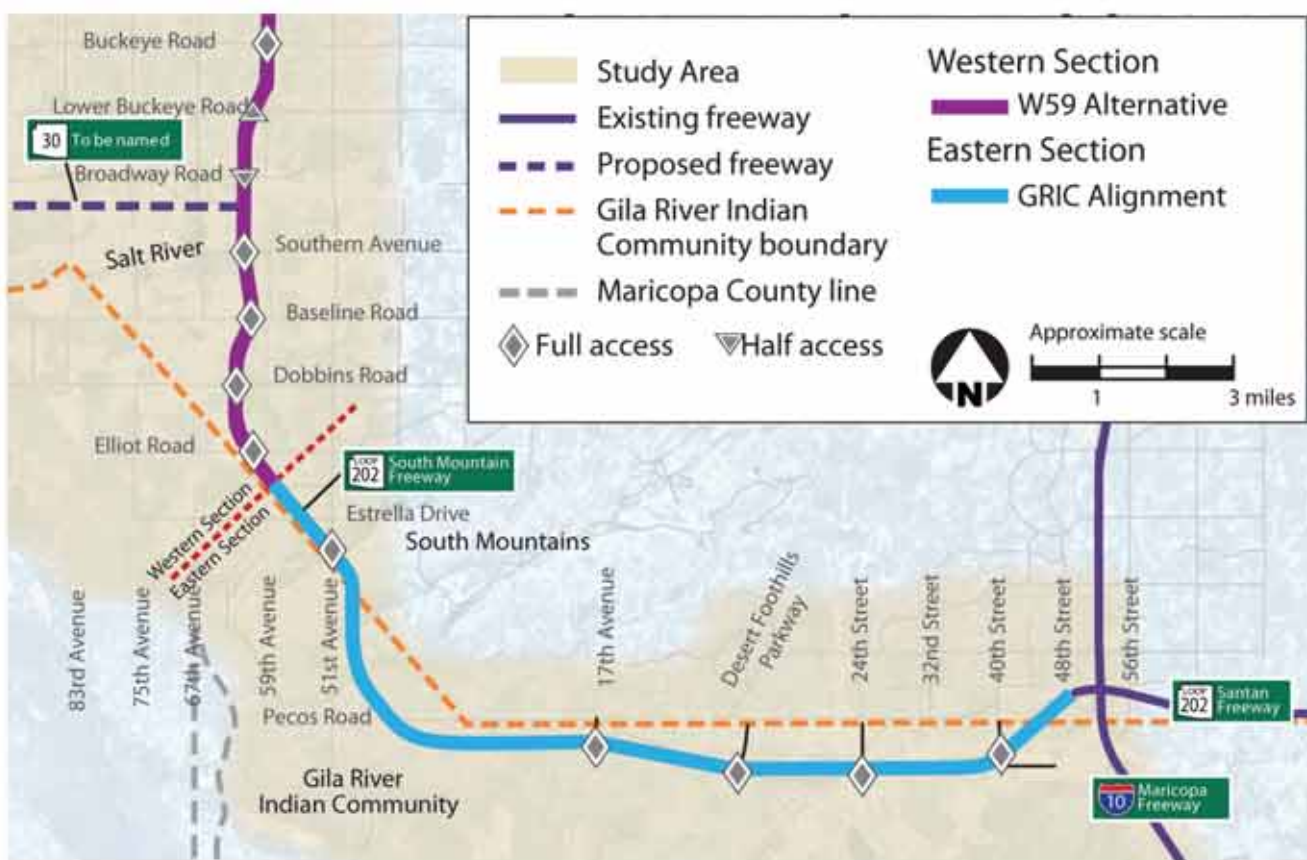 Buckeye Road
Lower Buckeye Road
30 To be named
Broadway Road
Southern Avenue
Salt River
Baseline Road
Dobbins Road
Elliot Road
LOOP
202
South Mountain
Freeway
Western Section
Eastern Section
Estrella Drive
South Mountains
83rd Avenue
75th Avenue
67th Avenue
59th Avenue
51st Avenue
17th Avenue
Desert Foothills
Parkway
24th Street
32nd Street
40th Street
48th Street
56th Street
Pecos Road
LOOP
202
Santan
Freeway
Gila River
Indian Community
10
Maricopa
Freeway
Study Area
Existing freeway
Proposed freeway
Gila River Indian
Community boundary
Maricopa County line
Full access
Half access
Western Section
W59 Alternative
Eastern Section
GRIC Alignment
N
Approximate scale
1
3 miles